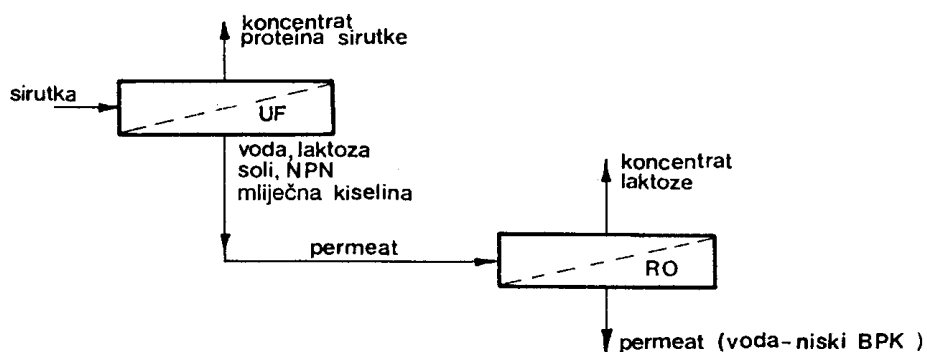 koncentrat
proteina sirutke
sirutka
UF
voda, laktoza
soli, NPN
mliječna kiselina
koncentrat
laktoze
permeat
RO
permeat (voda-niski BPK )